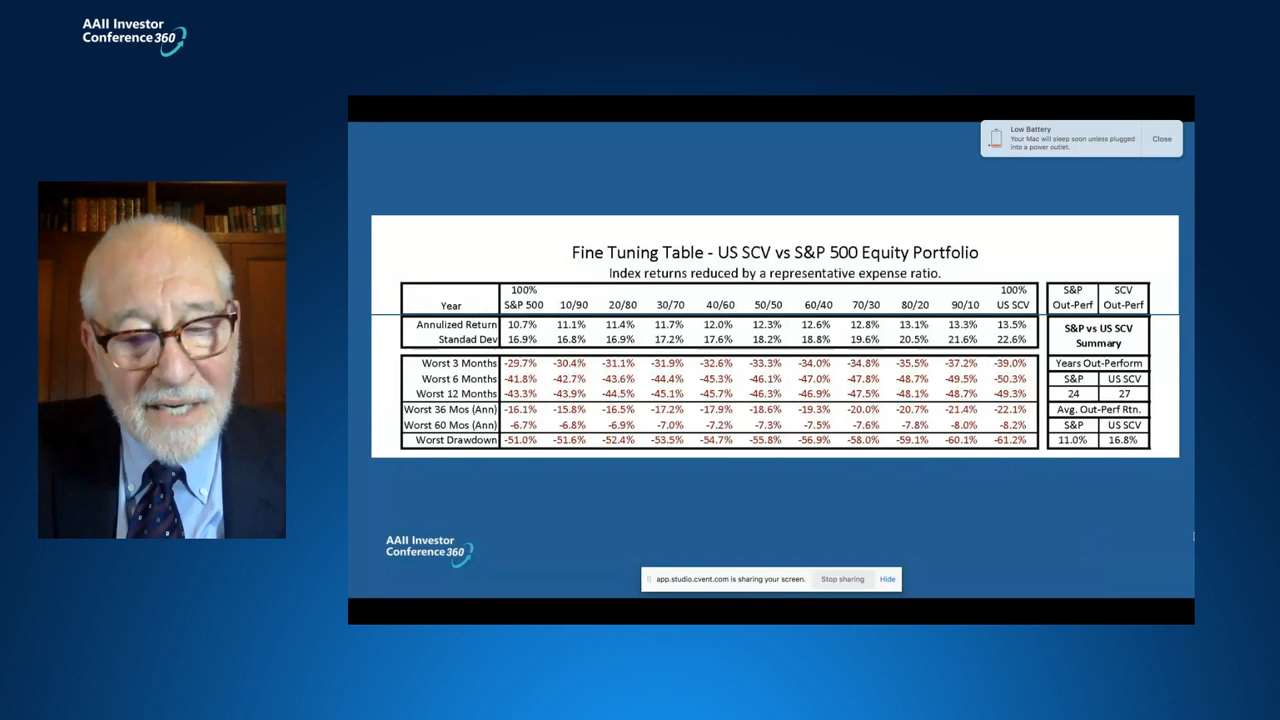 AAII Investor
Conference 360
Low Battery
Your Mac will sleep soon unless plugged
into a power outlet.
Close
Fine Tuning Table - US SCV vs S&P 500 Equity Portfolio
Index returns reduced by a representative expense ratio.
100% 100% S&P SCV
Year S&P 500 10/90 20/80 30/70 40/60 50/50 60/40 70/30 80/20 90/10 US SCV Out-Perf Out-Perf
Annulized Return 10.7% 11.1% 11.4% 11.7% 12.0% 12.3% 12.6% 12.8% 13.1% 13.3% 13.5% S&P vs US SCV
Standad Dev 16.9% 16.8% 16.9% 17.2% 17.6% 18.2% 18.8% 19.6% 20.5% 21.6% 22.6% Summary
Worst 3 Months -29.7% -30.4% -31.1% -31.9% -32.6% -33.3% -34.0% -34.8% -35.5% -37.2% -39.0% Years Out-Perform
Worst 6 Months -41.8% -42.7% -43.6% -44.4% -45.3% -46.1% -47.0% -47.8% -48.7% -49.5% -50.3% S&P US SCV
Worst 12 Months -43.3% -43.9% -44.5% -45.1% -45.7% -46.3% -46.9% -47.5% -48.1% -48.7% -49.3% 24 27
Worst 36 Mos (Ann) -16.1% -15.8% -16.5% -17.2% -17.9% -18.6% -19.3% -20.0% -20.7% -21.4% -22.1% Avg. Out-Perf Rtn.
Worst 60 Mos (Ann) -6.7% -6.8% -6.9% -7.0% -7.2% -7.3% -7.5% -7.6% -7.8% -8.0% -8.2% S&P US SCV
Worst Drawdown -51.0% -51.6% -52.4% -53.5% -54.7% -55.8% -56.9% -58.0% -59.1% -60.1% -61.2% 11.0% 16.8%
AAII Investor
Conference 360
app.studio.cvent.com is sharing your screen. Stop sharing Hide